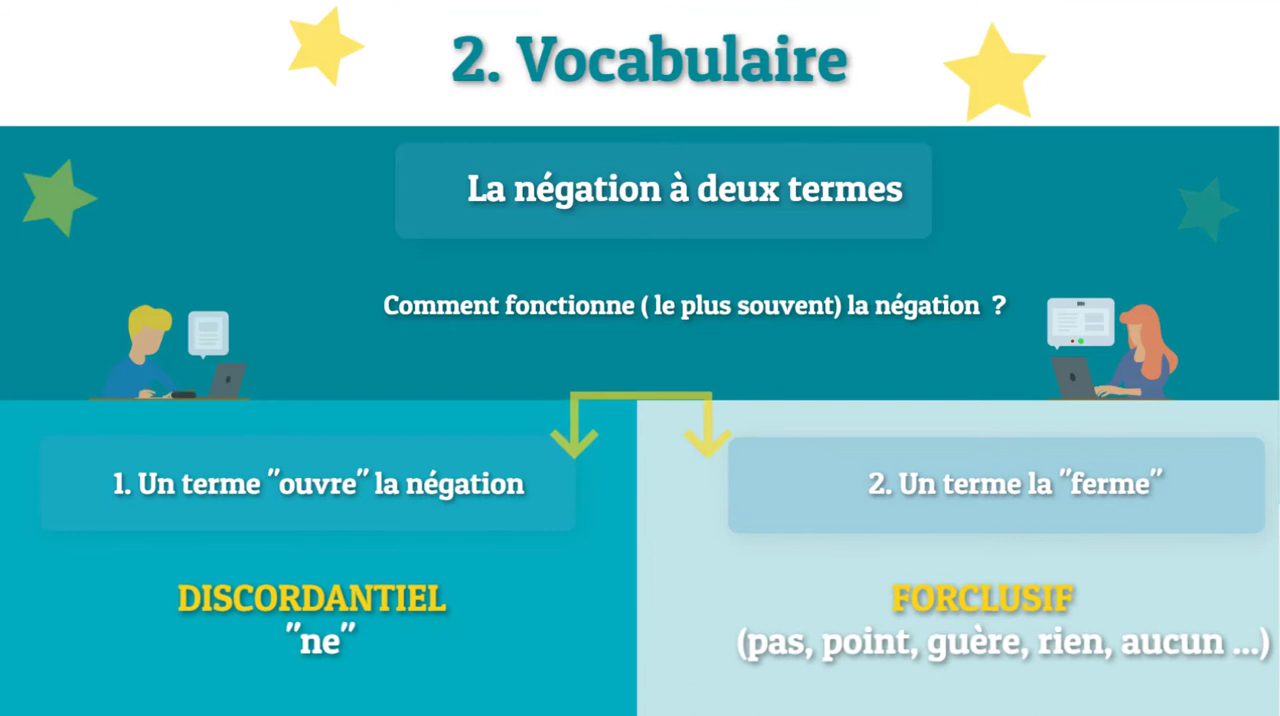 2. Vocabulaire
La négation à deux termes
Comment fonctionne ( le plus souvent) la négation ?
1. Un terme "ouvre" la négation
2. Un terme la "ferme"
DISCORDANTIEL
"ne"
FORCLUSIF
(pas, point, guère, rien, aucun ...)